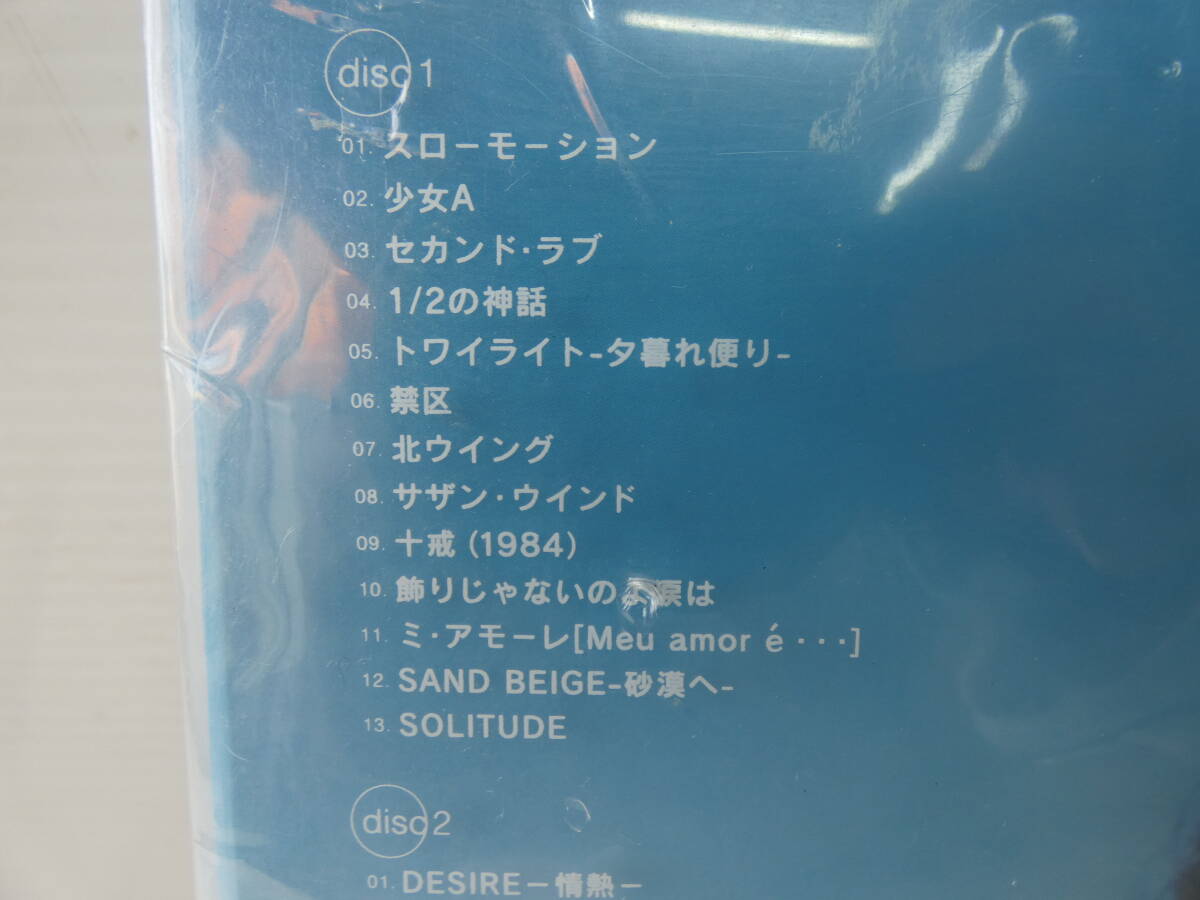 disc 1
01. スローモーション
02. 少女A
03. セカンド·ラブ
04. 1/2の神話
05. トワイライト-夕暮れ便り-
06. 禁区
07. 北ウイング
08. サザン·ウインド
09. 十戒 (1984)
10. 飾りじゃないのよ涙は
11. ミ·アモーレ[Meu amor é ···]
12. SAND BEIGE-砂漠へ-
13. SOLITUDE
disc 2
01. DESIRE－情熱－